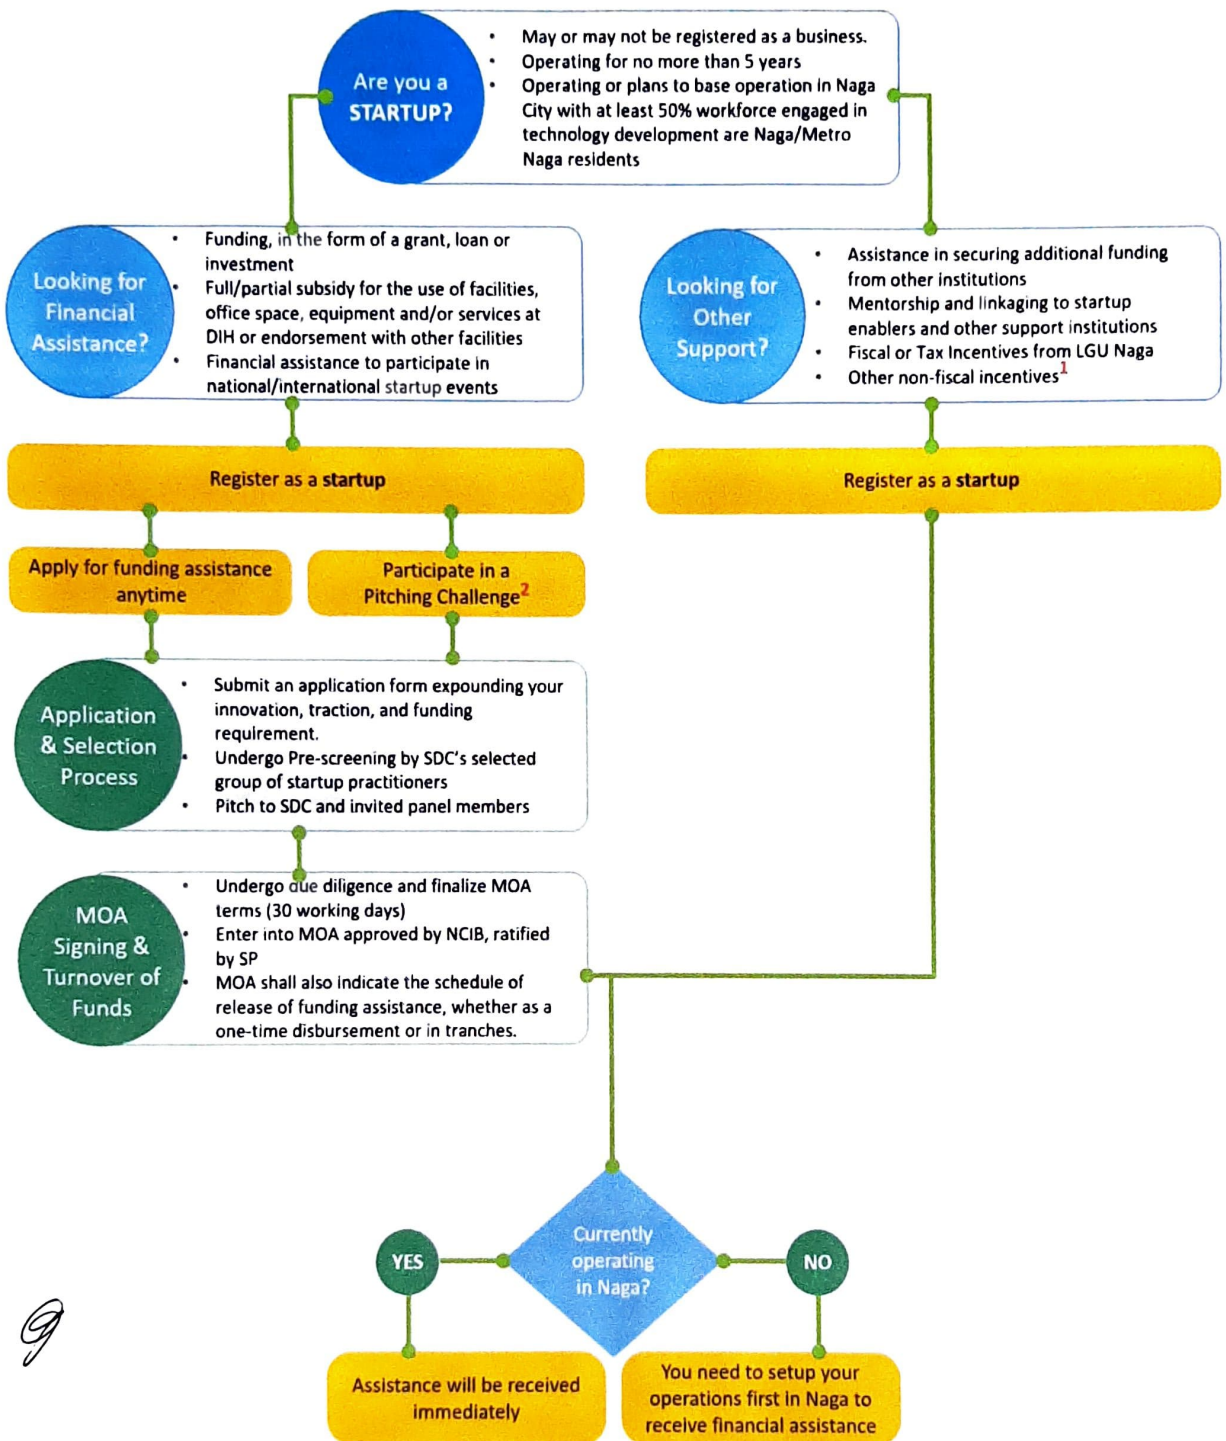 Are you a
STARTUP?
• May or may not be registered as a business.
• Operating for no more than 5 years
• Operating or plans to base operation in Naga
City with at least 50% workforce engaged in
technology development are Naga/Metro
Naga residents
Looking for
Financial
Assistance?
• Funding, in the form of a grant, loan or
investment
• Full/partial subsidy for the use of facilities,
office space, equipment and/or services at
DIH or endorsement with other facilities
• Financial assistance to participate in
national/international startup events
Looking for
Other
Support?
• Assistance in securing additional funding
from other institutions
• Mentorship and linkaging to startup
enablers and other support institutions
• Fiscal or Tax Incentives from LGU Naga
• Other non-fiscal incentives1
Register as a startup
Register as a startup
Apply for funding assistance
anytime
Participate in a
Pitching Challenge2
Application
& Selection
Process
• Submit an application form expounding your
innovation, traction, and funding
requirement.
• Undergo Pre-screening by SDC's selected
group of startup practitioners
• Pitch to SDC and invited panel members
MOA
Signing &
Turnover of
Funds
• Undergo due diligence and finalize MOA
terms (30 working days)
• Enter into MOA approved by NCIB, ratified
by SP
• MOA shall also indicate the schedule of
release of funding assistance, whether as a
one-time disbursement or in tranches.
Currently
operating
in Naga?
YES
NO
Assistance will be received
immediately
You need to setup your
operations first in Naga to
receive financial assistance